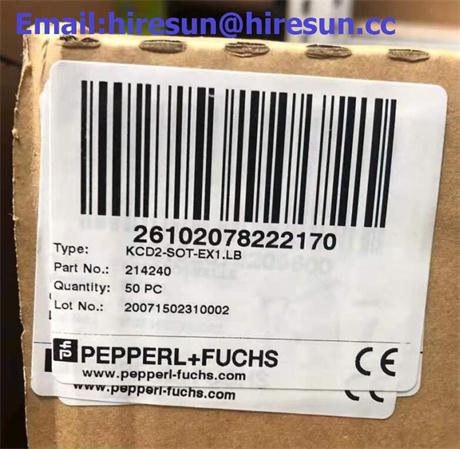 Email:hiresun@hiresun.cc
26102078222170
Type: KCD2-SOT-EX1.LB
Part No.: 214240
Quantity: 50 PC
Lot No.: 20071502310002
PEPPERL+FUCHS CE
www.pepperl-fuchs.com
www.pepperl-fuchs.com